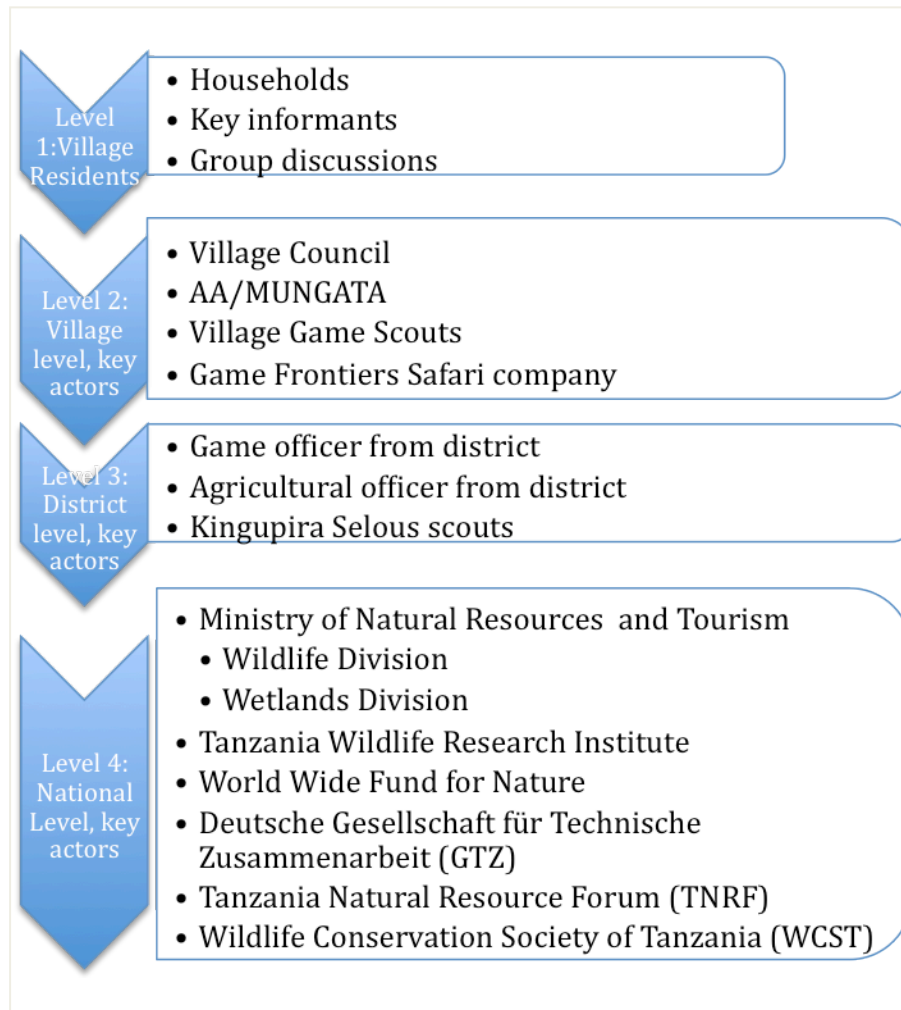 Level
1:Village
Residents
• Households
• Key informants
• Group discussions
Level 2:
Village
level, key
actors
• Village Council
• AA/MUNGATA
• Village Game Scouts
• Game Frontiers Safari company
Level 3:
District
level, key
actors
• Game officer from district
• Agricultural officer from district
• Kingupira Selous scouts
Level 4:
National
Level, key
actors
• Ministry of Natural Resources and Tourism
• Wildlife Division
• Wetlands Division
• Tanzania Wildlife Research Institute
• World Wide Fund for Nature
• Deutsche Gesellschaft für Technische
Zusammenarbeit (GTZ)
• Tanzania Natural Resource Forum (TNRF)
• Wildlife Conservation Society of Tanzania (WCST)